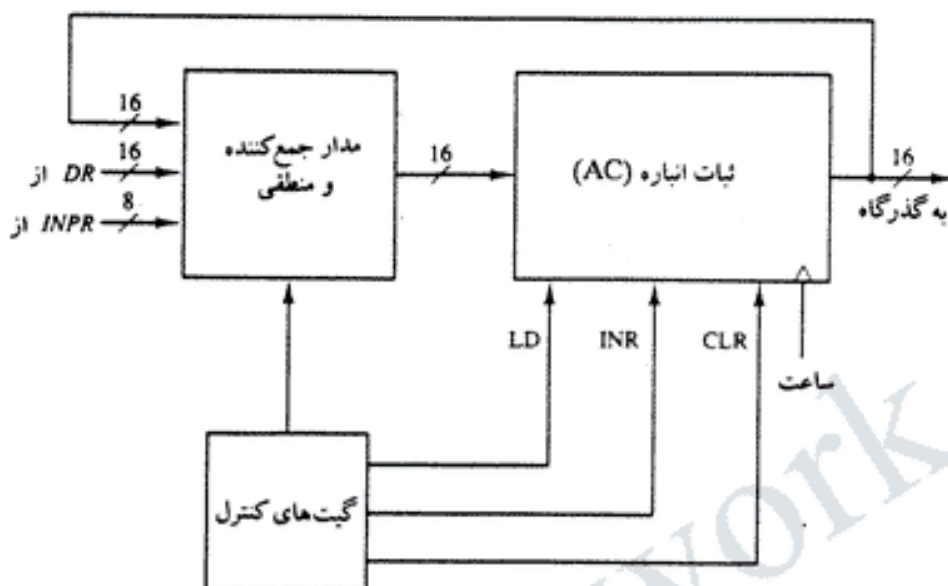 16
16
از DR
8
از INPR
مدار جمع‌کننده
و منطقی
16
ثبات انباره (AC)
16
به گذرگاه
LD
INR
CLR
ساعت
گیت‌های کنترل